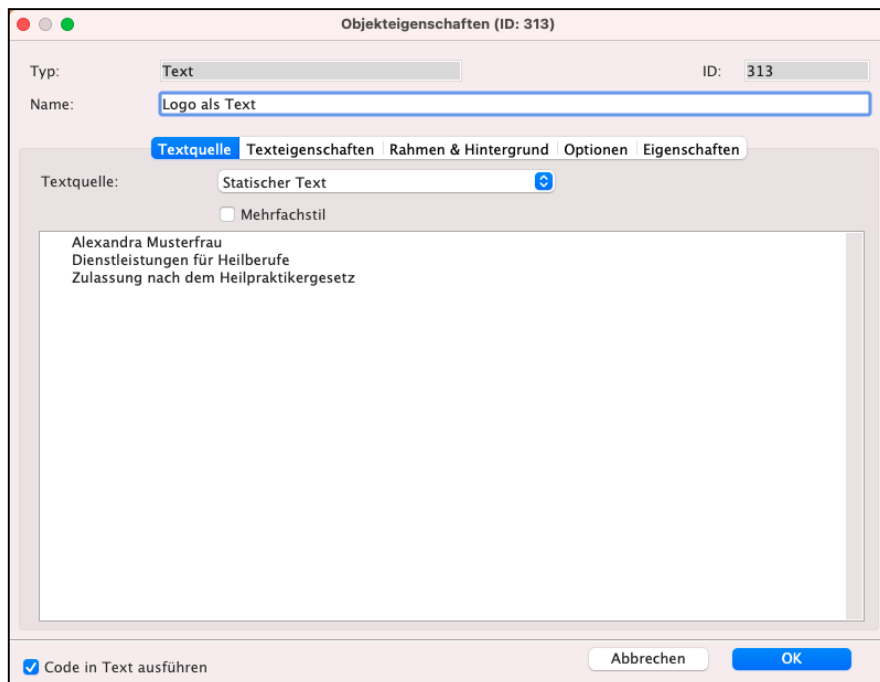 Objekteigenschaften (ID: 313)
Typ: Text ID: 313
Name: Logo als Text
Textquelle Texteigenschaften Rahmen & Hintergrund Optionen Eigenschaften
Textquelle: Statischer Text
Mehrfachstil
Alexandra Musterfrau
Dienstleistungen für Heilberufe
Zulassung nach dem Heilpraktikergesetz
Code in Text ausführen Abbrechen OK